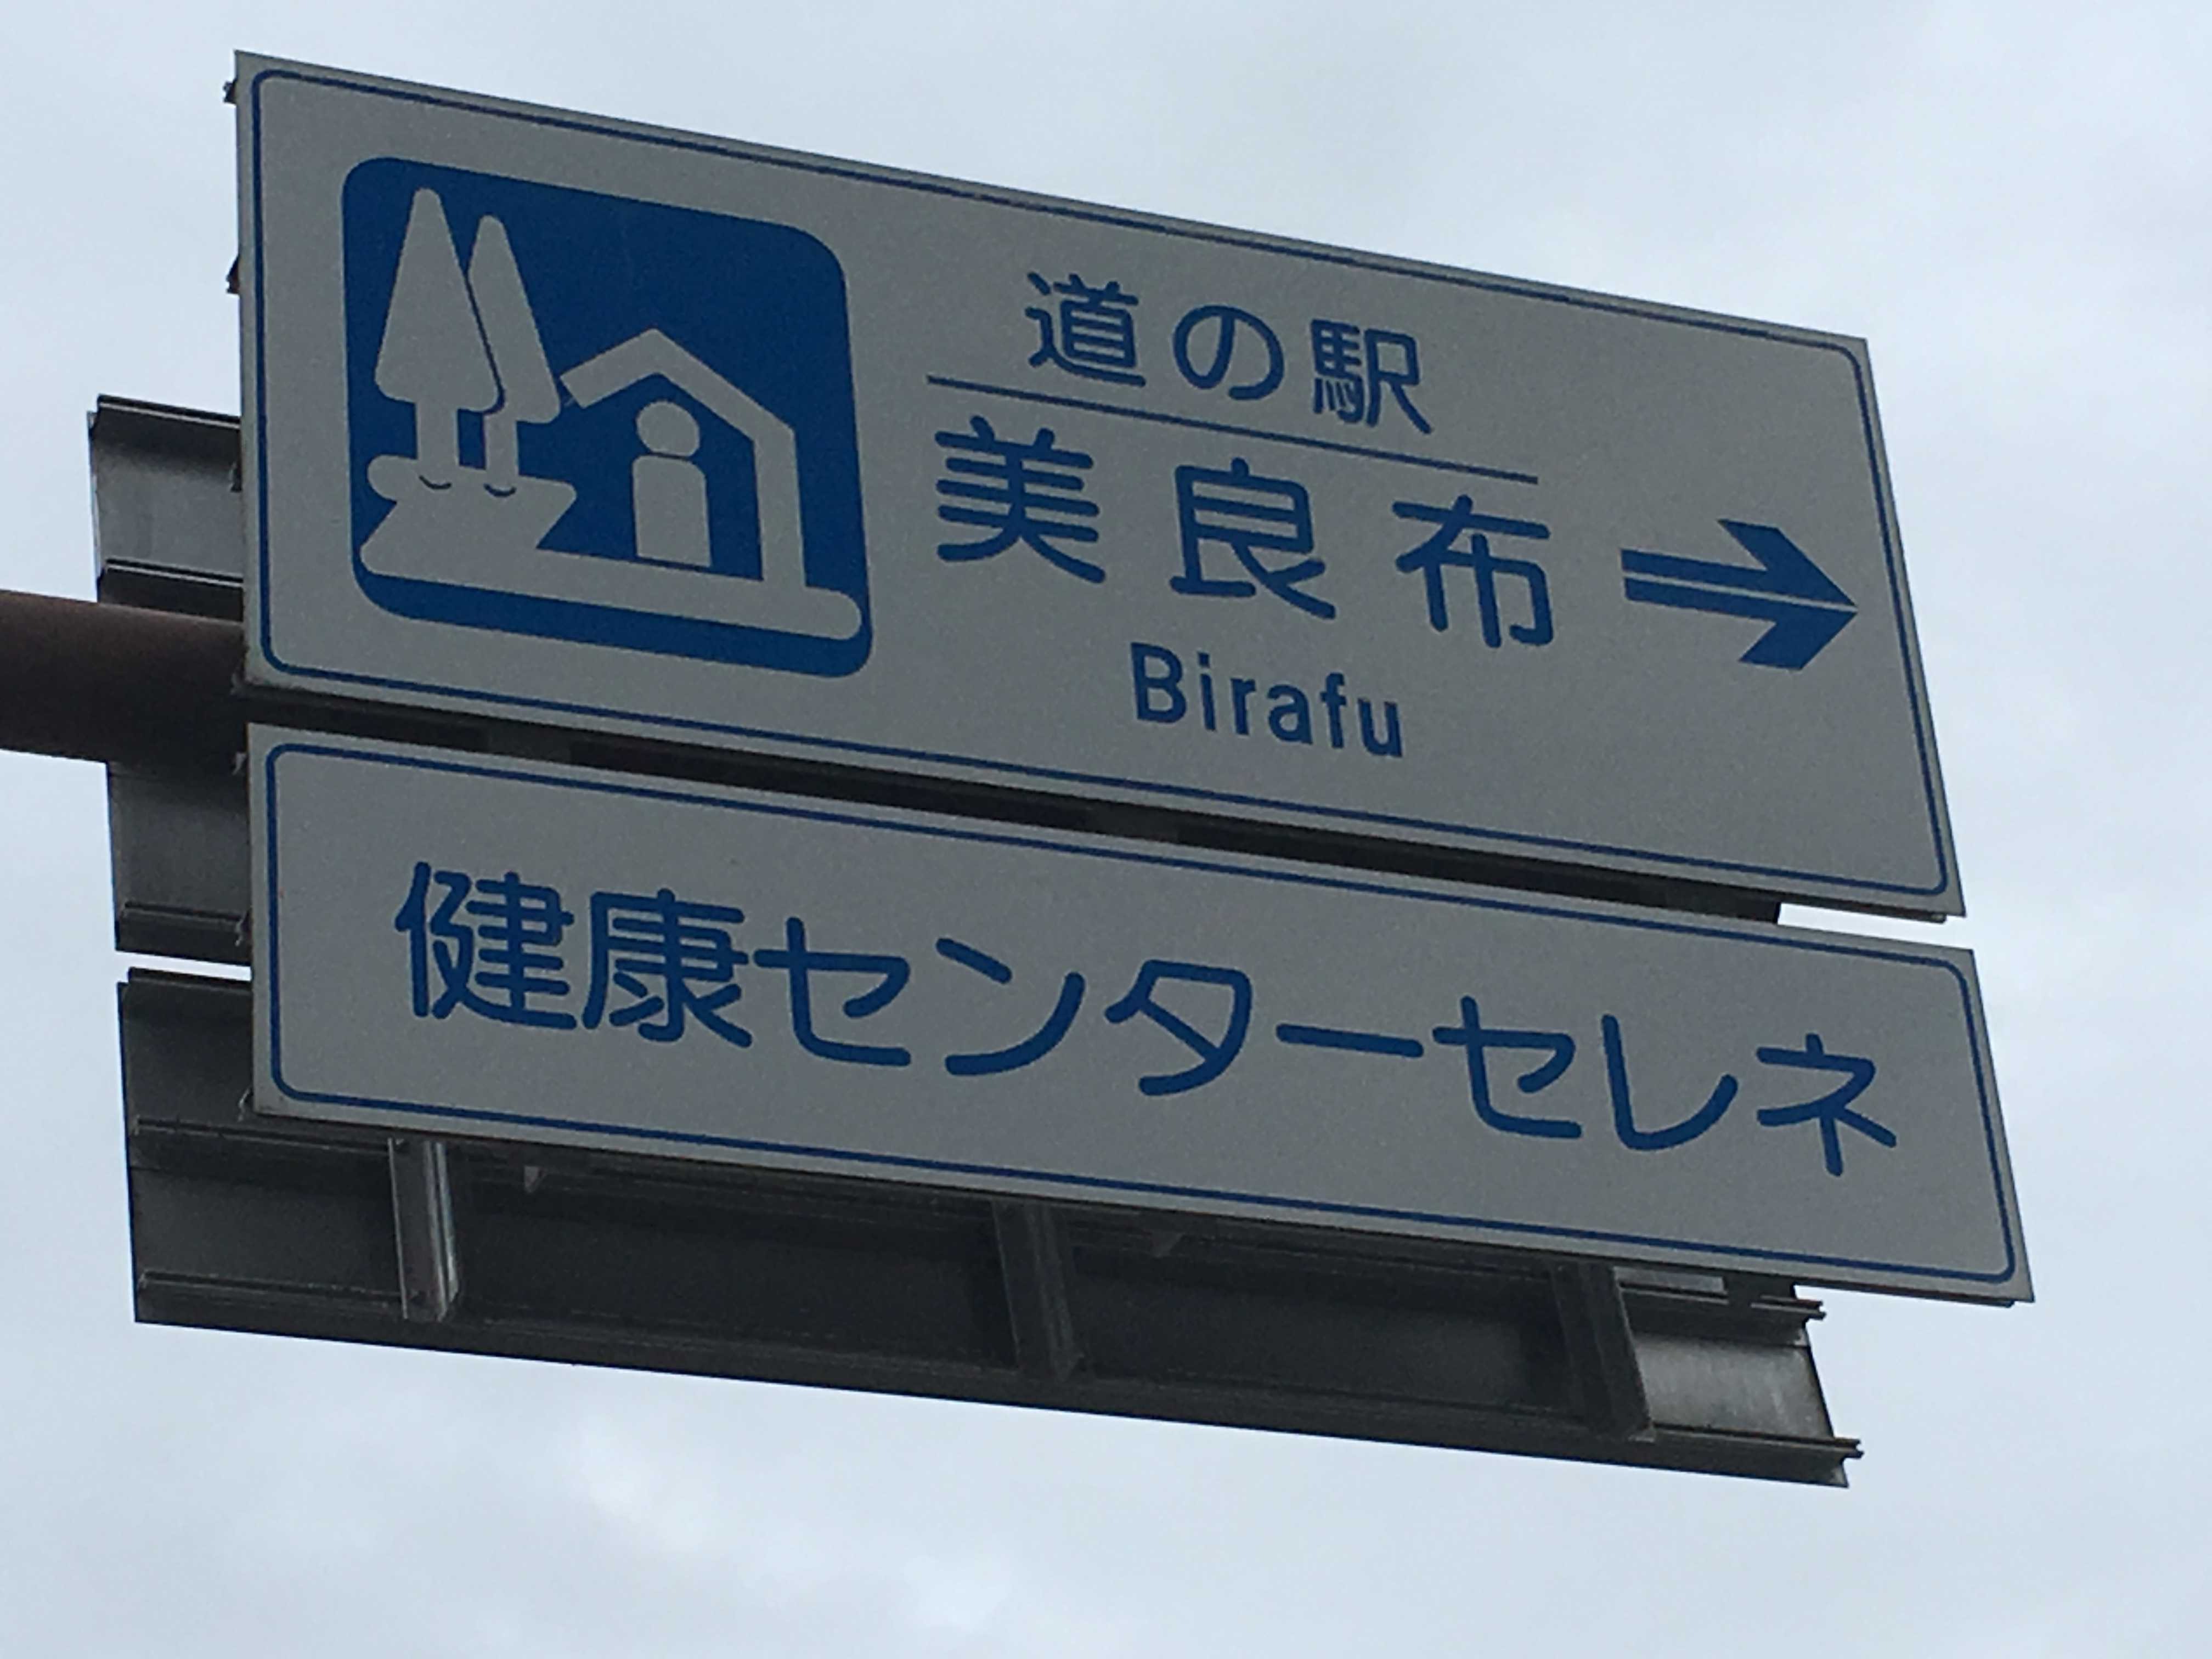 道の駅
美良布
Birafu
健康センターセレネ